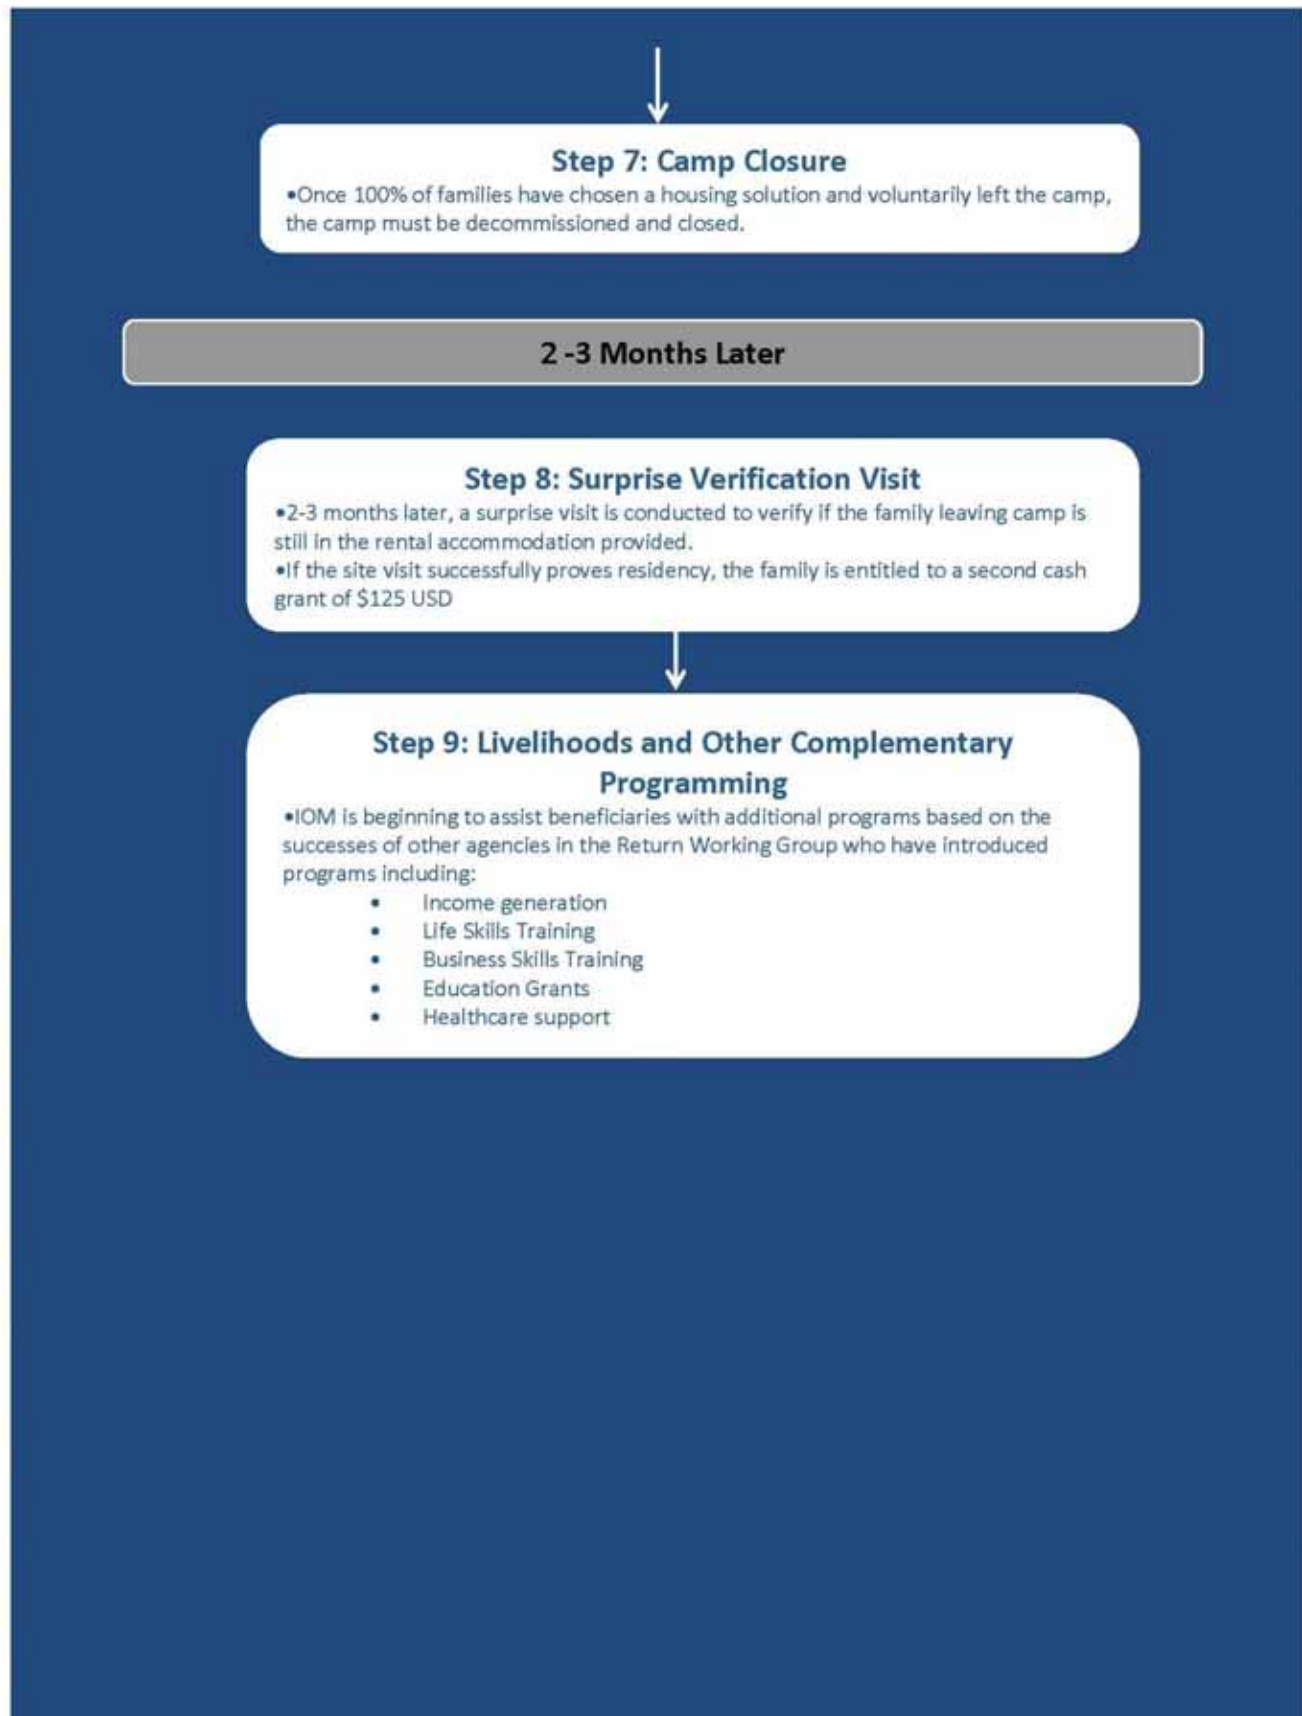 Step 7: Camp Closure
•Once 100% of families have chosen a housing solution and voluntarily left the camp,
the camp must be decommissioned and closed.
2 -3 Months Later
Step 8: Surprise Verification Visit
•2-3 months later, a surprise visit is conducted to verify if the family leaving camp is
still in the rental accommodation provided.
•If the site visit successfully proves residency, the family is entitled to a second cash
grant of $125 USD
Step 9: Livelihoods and Other Complementary
Programming
•IOM is beginning to assist beneficiaries with additional programs based on the
successes of other agencies in the Return Working Group who have introduced
programs including:
• Income generation
• Life Skills Training
• Business Skills Training
• Education Grants
• Healthcare support